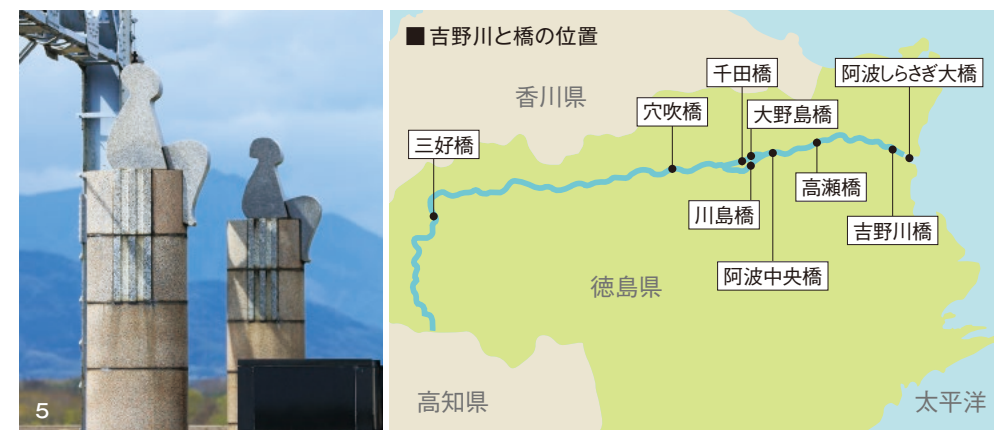 5
■ 吉野川と橋の位置
香川県
千田橋
阿波しらさぎ大橋
穴吹橋
大野島橋
三好橋
高瀬橋
川島橋
吉野川橋
阿波中央橋
徳島県
高知県
太平洋